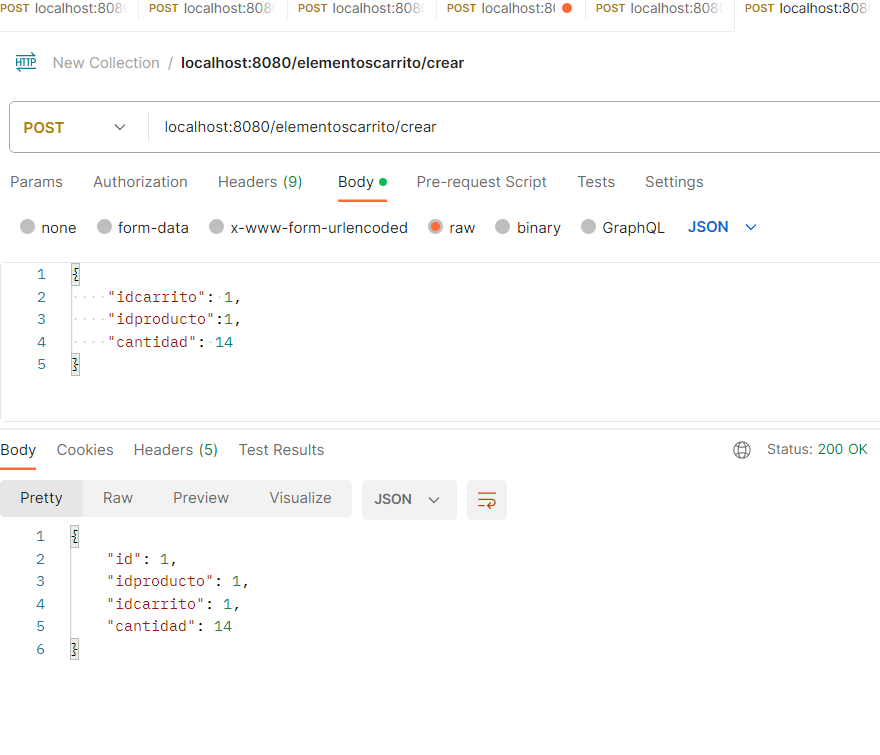 POST localhost:808 POST localhost:808 POST localhost:808 POST localhost:8 POST localhost:808 POST localhost:808
HTTP New Collection / localhost:8080/elementoscarrito/crear
POST localhost:8080/elementoscarrito/crear
Params Authorization Headers (9) Body Pre-request Script Tests Settings
none form-data x-www-form-urlencoded raw binary GraphQL JSON
1 {
2 "idcarrito": 1,
3 "idproducto":1,
4 "cantidad": 14
5 }
Body Cookies Headers (5) Test Results Status: 200 OK
Pretty Raw Preview Visualize JSON
1 {
2 "id": 1,
3 "idproducto": 1,
4 "idcarrito": 1,
5 "cantidad": 14
6 }